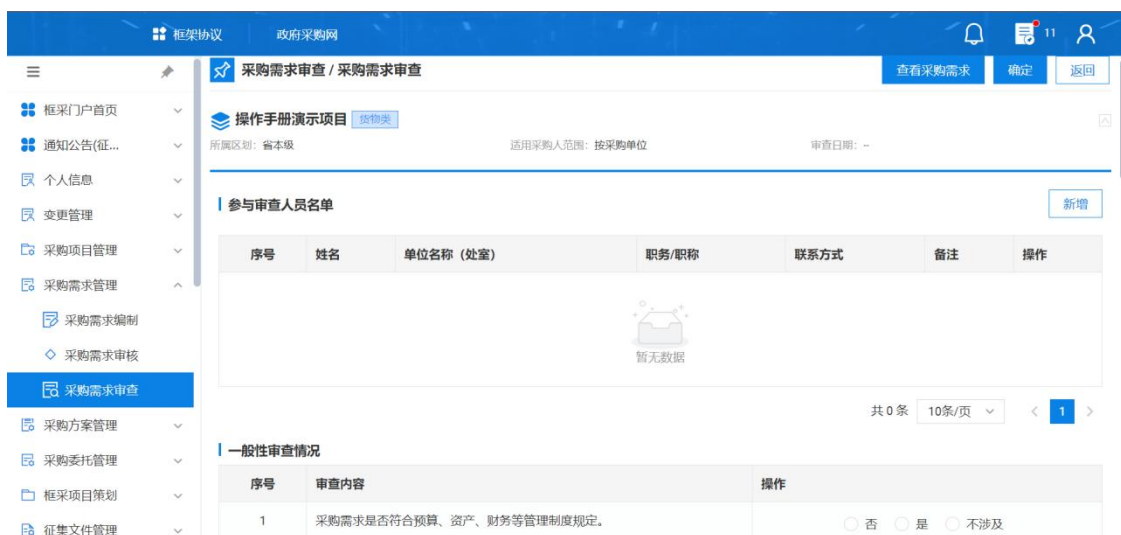 框架协议 政府采购网 11
采购需求审查 / 采购需求审查 查看采购需求 确定 返回
框采门户首页
通知公告(征...
个人信息
变更管理
采购项目管理
采购需求管理
采购需求编制
采购需求审核
采购需求审查
采购方案管理
采购委托管理
框采项目策划
征集文件管理
操作手册演示项目 货物类
所属区划: 省本级 适用采购人范围: 按采购单位 审查日期: --
参与审查人员名单 新增
序号 姓名 单位名称（处室） 职务/职称 联系方式 备注 操作
暂无数据
共 0 条 10条/页 < 1 >
一般性审查情况
序号 审查内容 操作
1 采购需求是否符合预算、资产、财务等管理制度规定。 否 是 不涉及